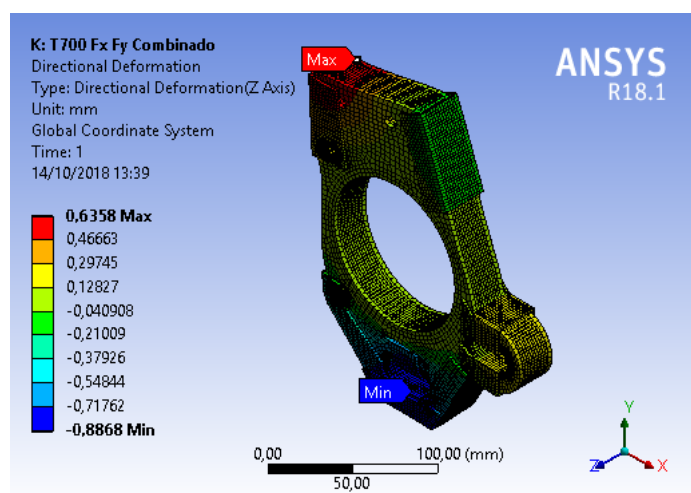 K: T700 Fx Fy Combinado
Directional Deformation
Type: Directional Deformation(Z Axis)
Unit: mm
Global Coordinate System
Time: 1
14/10/2018 13:39
0,6358 Max
0,46663
0,29745
0,12827
-0,040908
-0,21009
-0,37926
-0,54844
-0,71762
-0,8868 Min
Max
ANSYS
R18.1
Min
0,00
100,00 (mm)
50,00
Y
Z
X